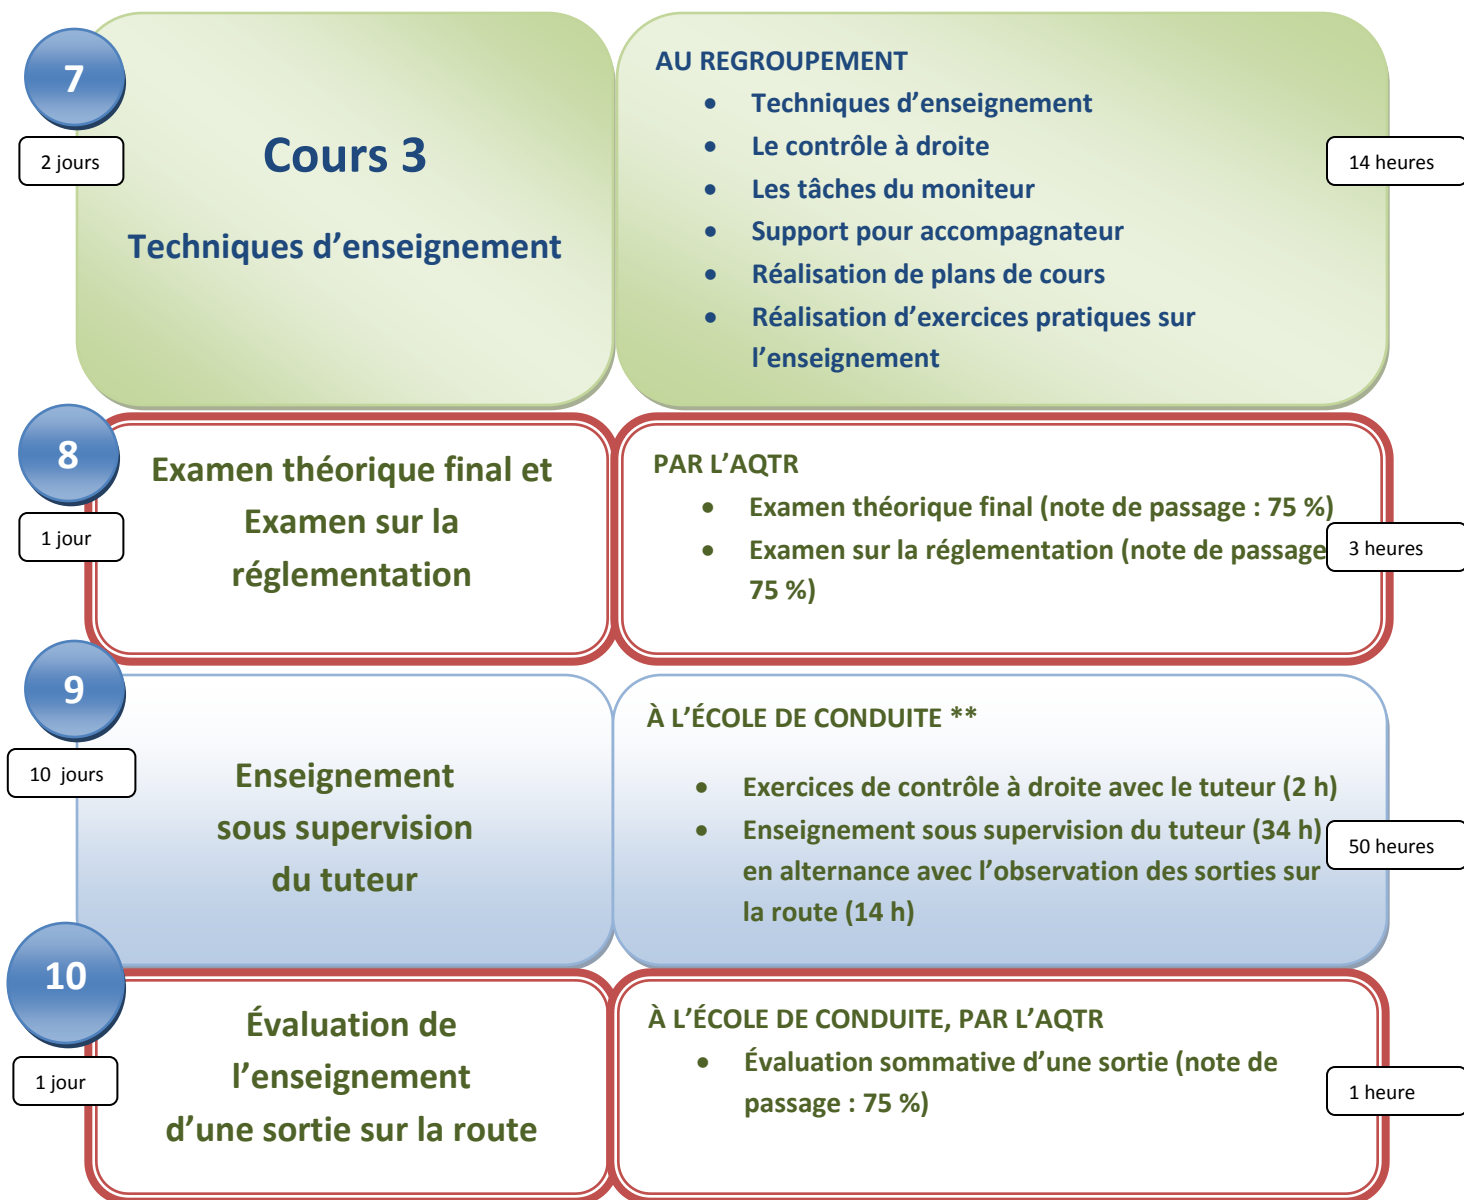 7
2 jours
Cours 3
Techniques d’enseignement
AU REGROUPEMENT
• Techniques d’enseignement
• Le contrôle à droite
• Les tâches du moniteur
• Support pour accompagnateur
• Réalisation de plans de cours
• Réalisation d’exercices pratiques sur
l’enseignement
14 heures
8
1 jour
Examen théorique final et
Examen sur la
réglementation
PAR L’AQTR
• Examen théorique final (note de passage : 75 %)
• Examen sur la réglementation (note de passage
75 %)
3 heures
9
10 jours
Enseignement
sous supervision
du tuteur
À L’ÉCOLE DE CONDUITE **
• Exercices de contrôle à droite avec le tuteur (2 h)
• Enseignement sous supervision du tuteur (34 h)
en alternance avec l’observation des sorties sur
la route (14 h)
50 heures
10
1 jour
Évaluation de
l’enseignement
d’une sortie sur la route
À L’ÉCOLE DE CONDUITE, PAR L’AQTR
• Évaluation sommative d’une sortie (note de
passage : 75 %)
1 heure